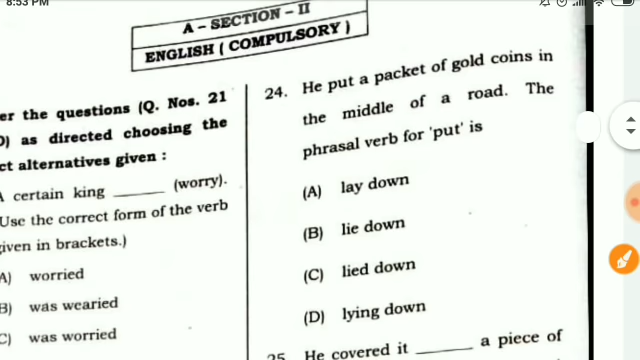 8:53 PM
A – SECTION – II
ENGLISH ( COMPULSORY )
er the questions (Q. Nos. 21
as directed choosing the
ct alternatives given :
A certain king ______ (worry).
Use the correct form of the verb
given in brackets.)
A) worried
B) was wearied
C) was worried
24. He put a packet of gold coins in
the middle of a road. The
phrasal verb for 'put' is
(A) lay down
(B) lie down
(C) lied down
(D) lying down
25. He covered it ______ a piece of